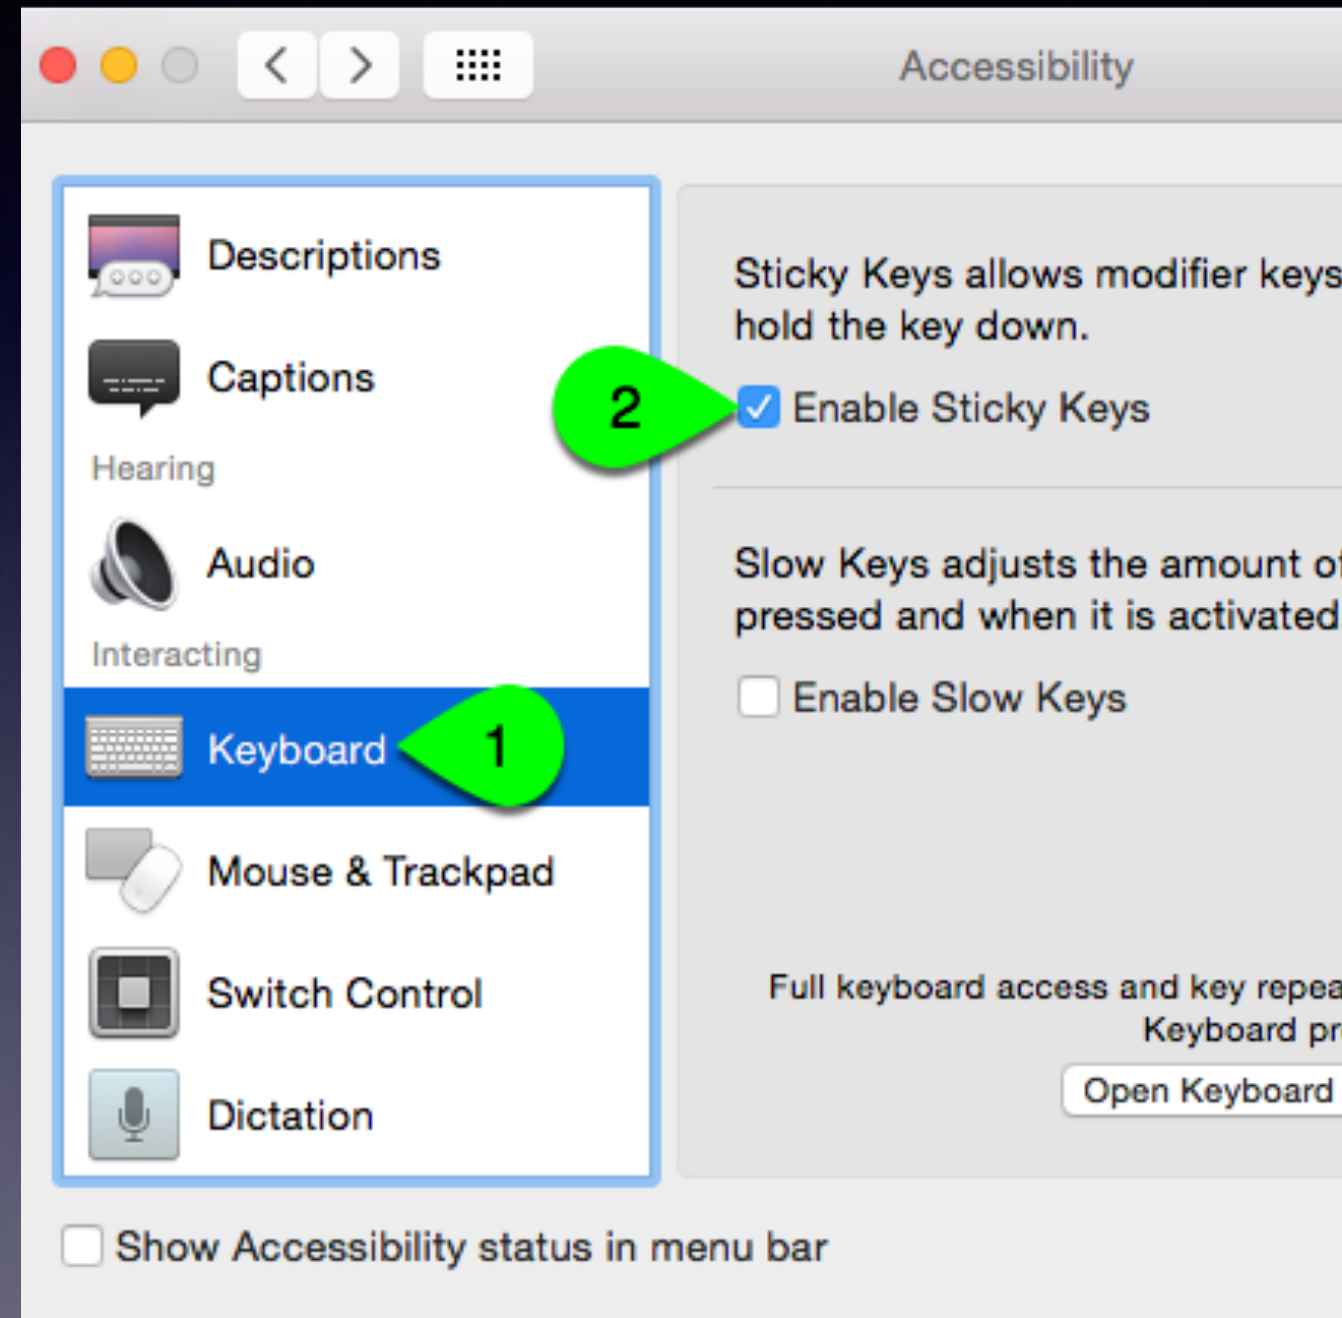 Accessibility
Descriptions
Captions
Hearing
Audio
Interacting
Keyboard
1
Mouse & Trackpad
Switch Control
Dictation
Sticky Keys allows modifier keys
hold the key down.
2
Enable Sticky Keys
Slow Keys adjusts the amount of
pressed and when it is activated
Enable Slow Keys
Full keyboard access and key repea
Keyboard pr
Open Keyboard
Show Accessibility status in menu bar